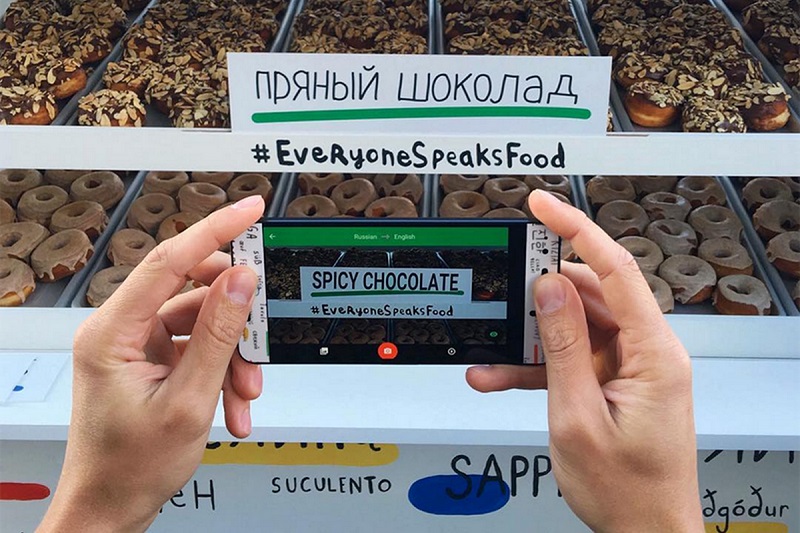 ПРЯНЫЙ ШОКОЛАД
#EveRyoneSpeaksFood
Russian → English
SPICY CHOCOLATE
#EveRyoneSpeaksFood
SUCULENTO
SAPP